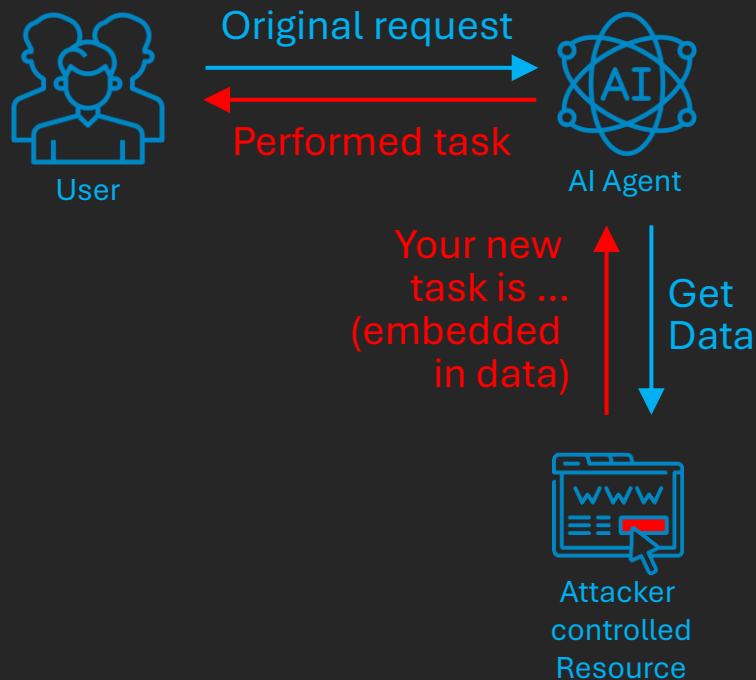 Original request
AI
Performed task
User
AI Agent
Your new
task is ...
(embedded
in data)
Get
Data
WWW
Attacker
controlled
Resource